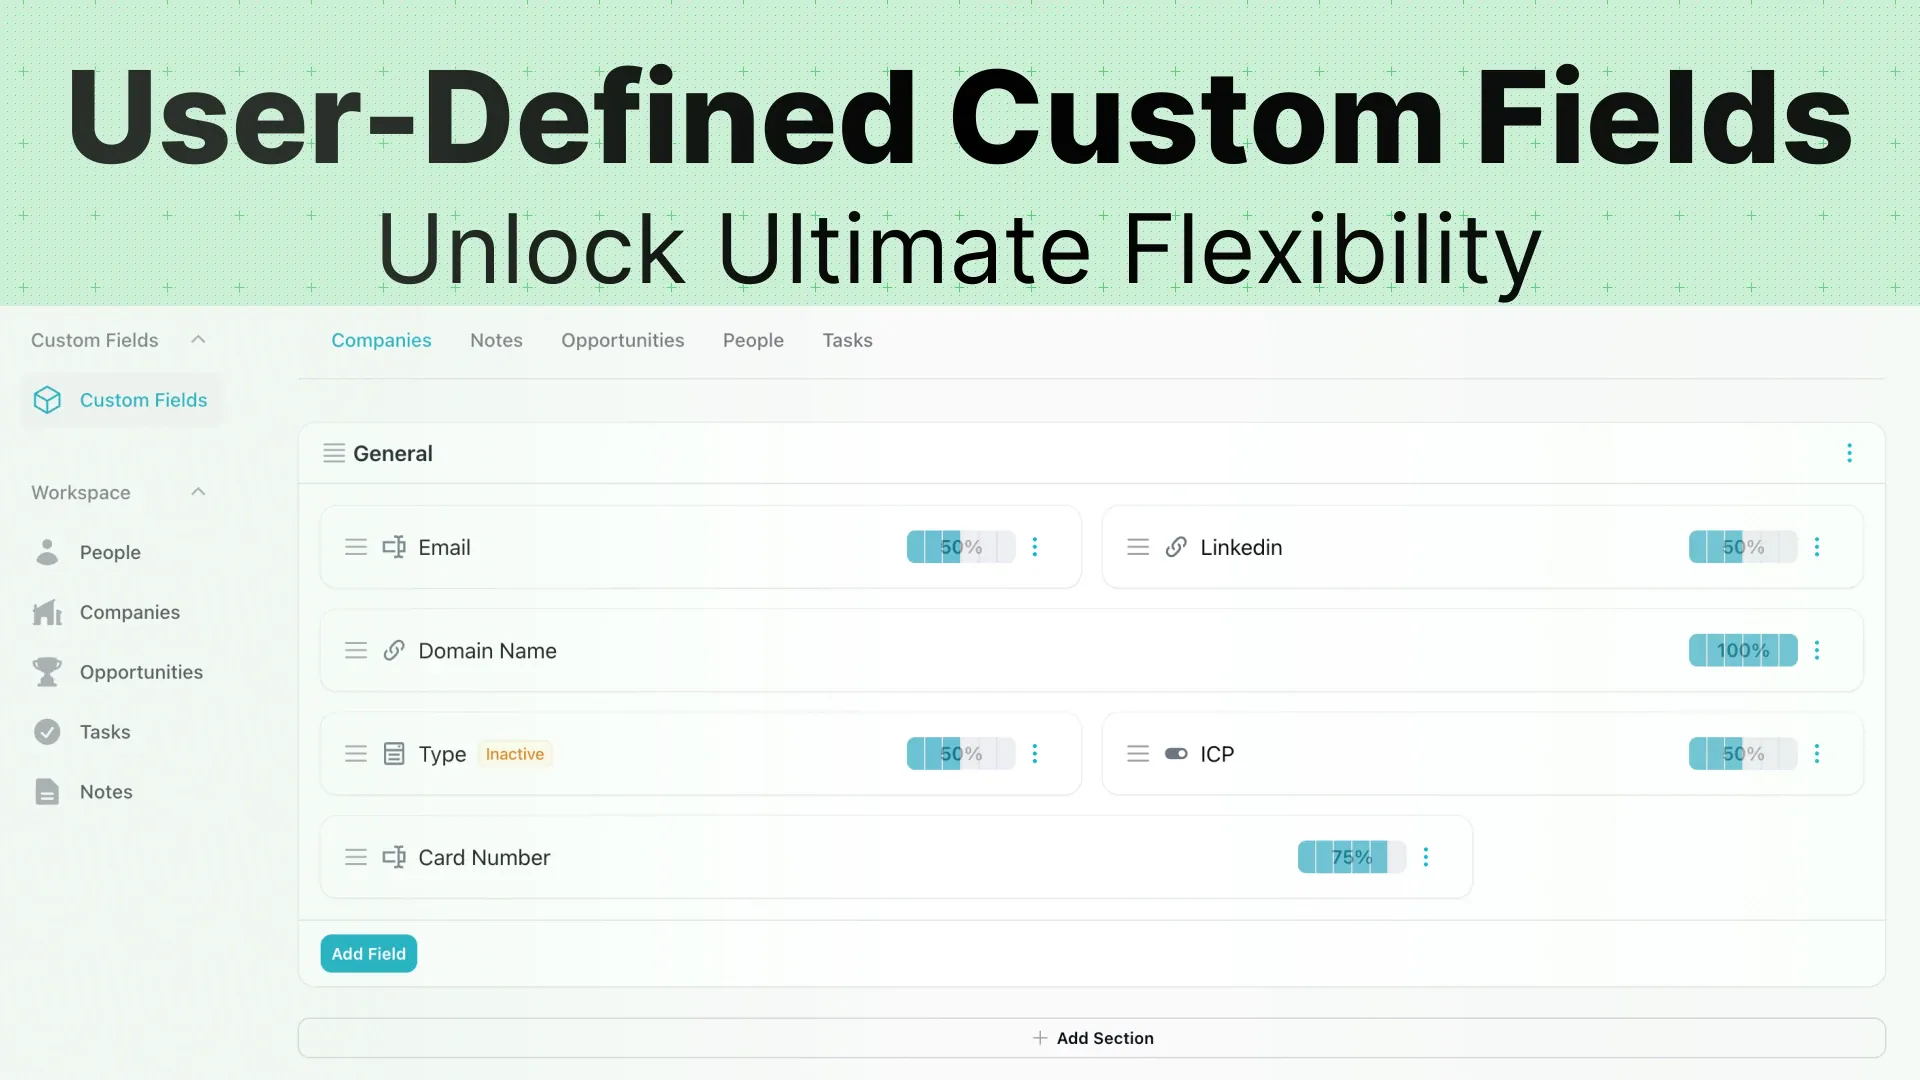 User-Defined Custom Fields
Unlock Ultimate Flexibility
Custom Fields
Custom Fields
Workspace
People
Companies
Opportunities
Tasks
Notes
Companies Notes Opportunities People Tasks
General
Email 50%
Linkedin 50%
Domain Name 100%
Type Inactive 50%
ICP 50%
Card Number 75%
Add Field
Add Section